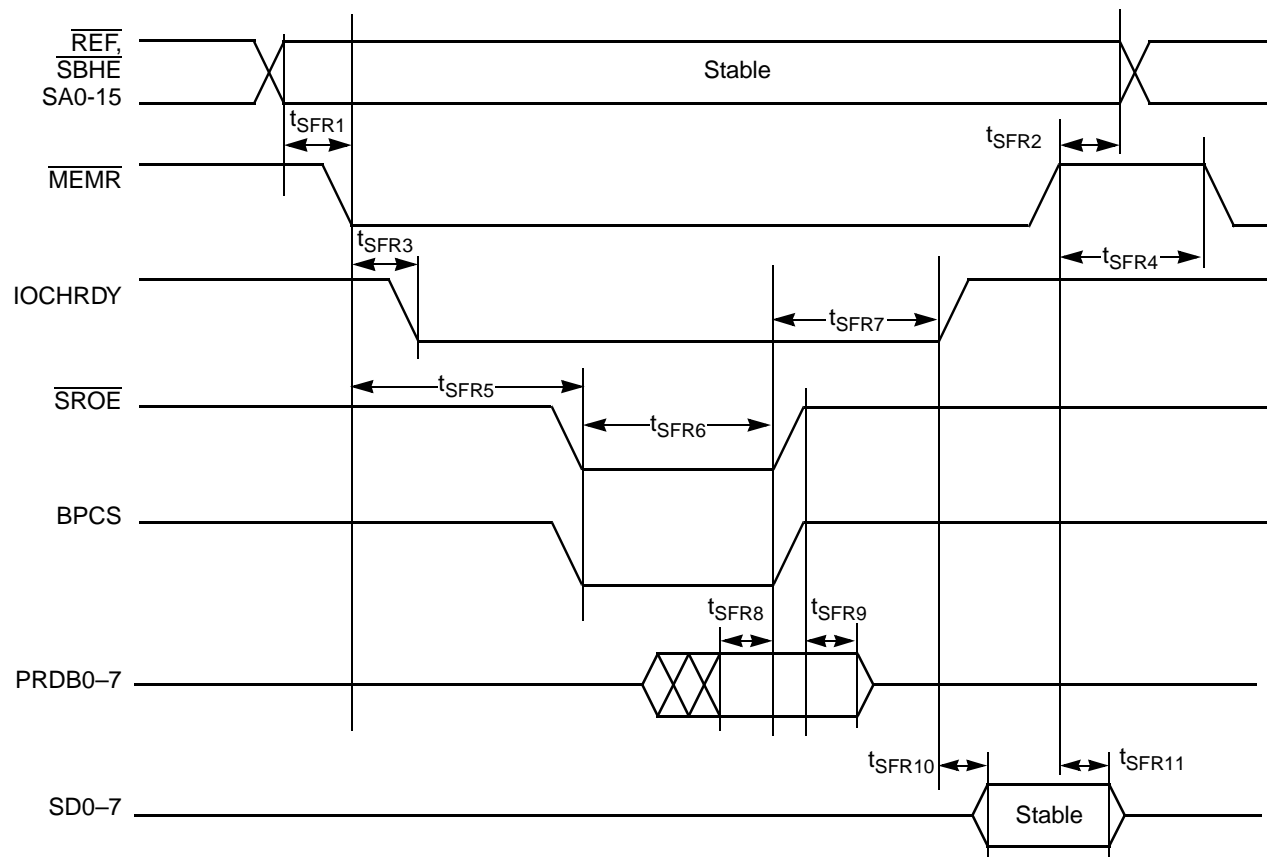 REF,
SBHE
SA0-15
Stable
tSFR1
tSFR2
MEMR
tSFR3
tSFR4
IOCHRDY
tSFR7
SROE
tSFR5
tSFR6
BPCS
tSFR8
tSFR9
PRDB0–7
tSFR10
tSFR11
SD0–7
Stable